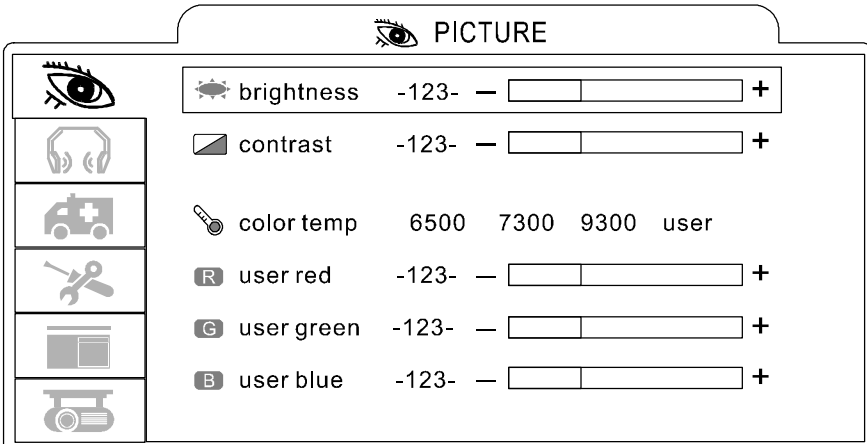 PICTURE
brightness -123- – +
contrast -123- – +
color temp 6500 7300 9300 user
R user red -123- – +
G user green -123- – +
B user blue -123- – +